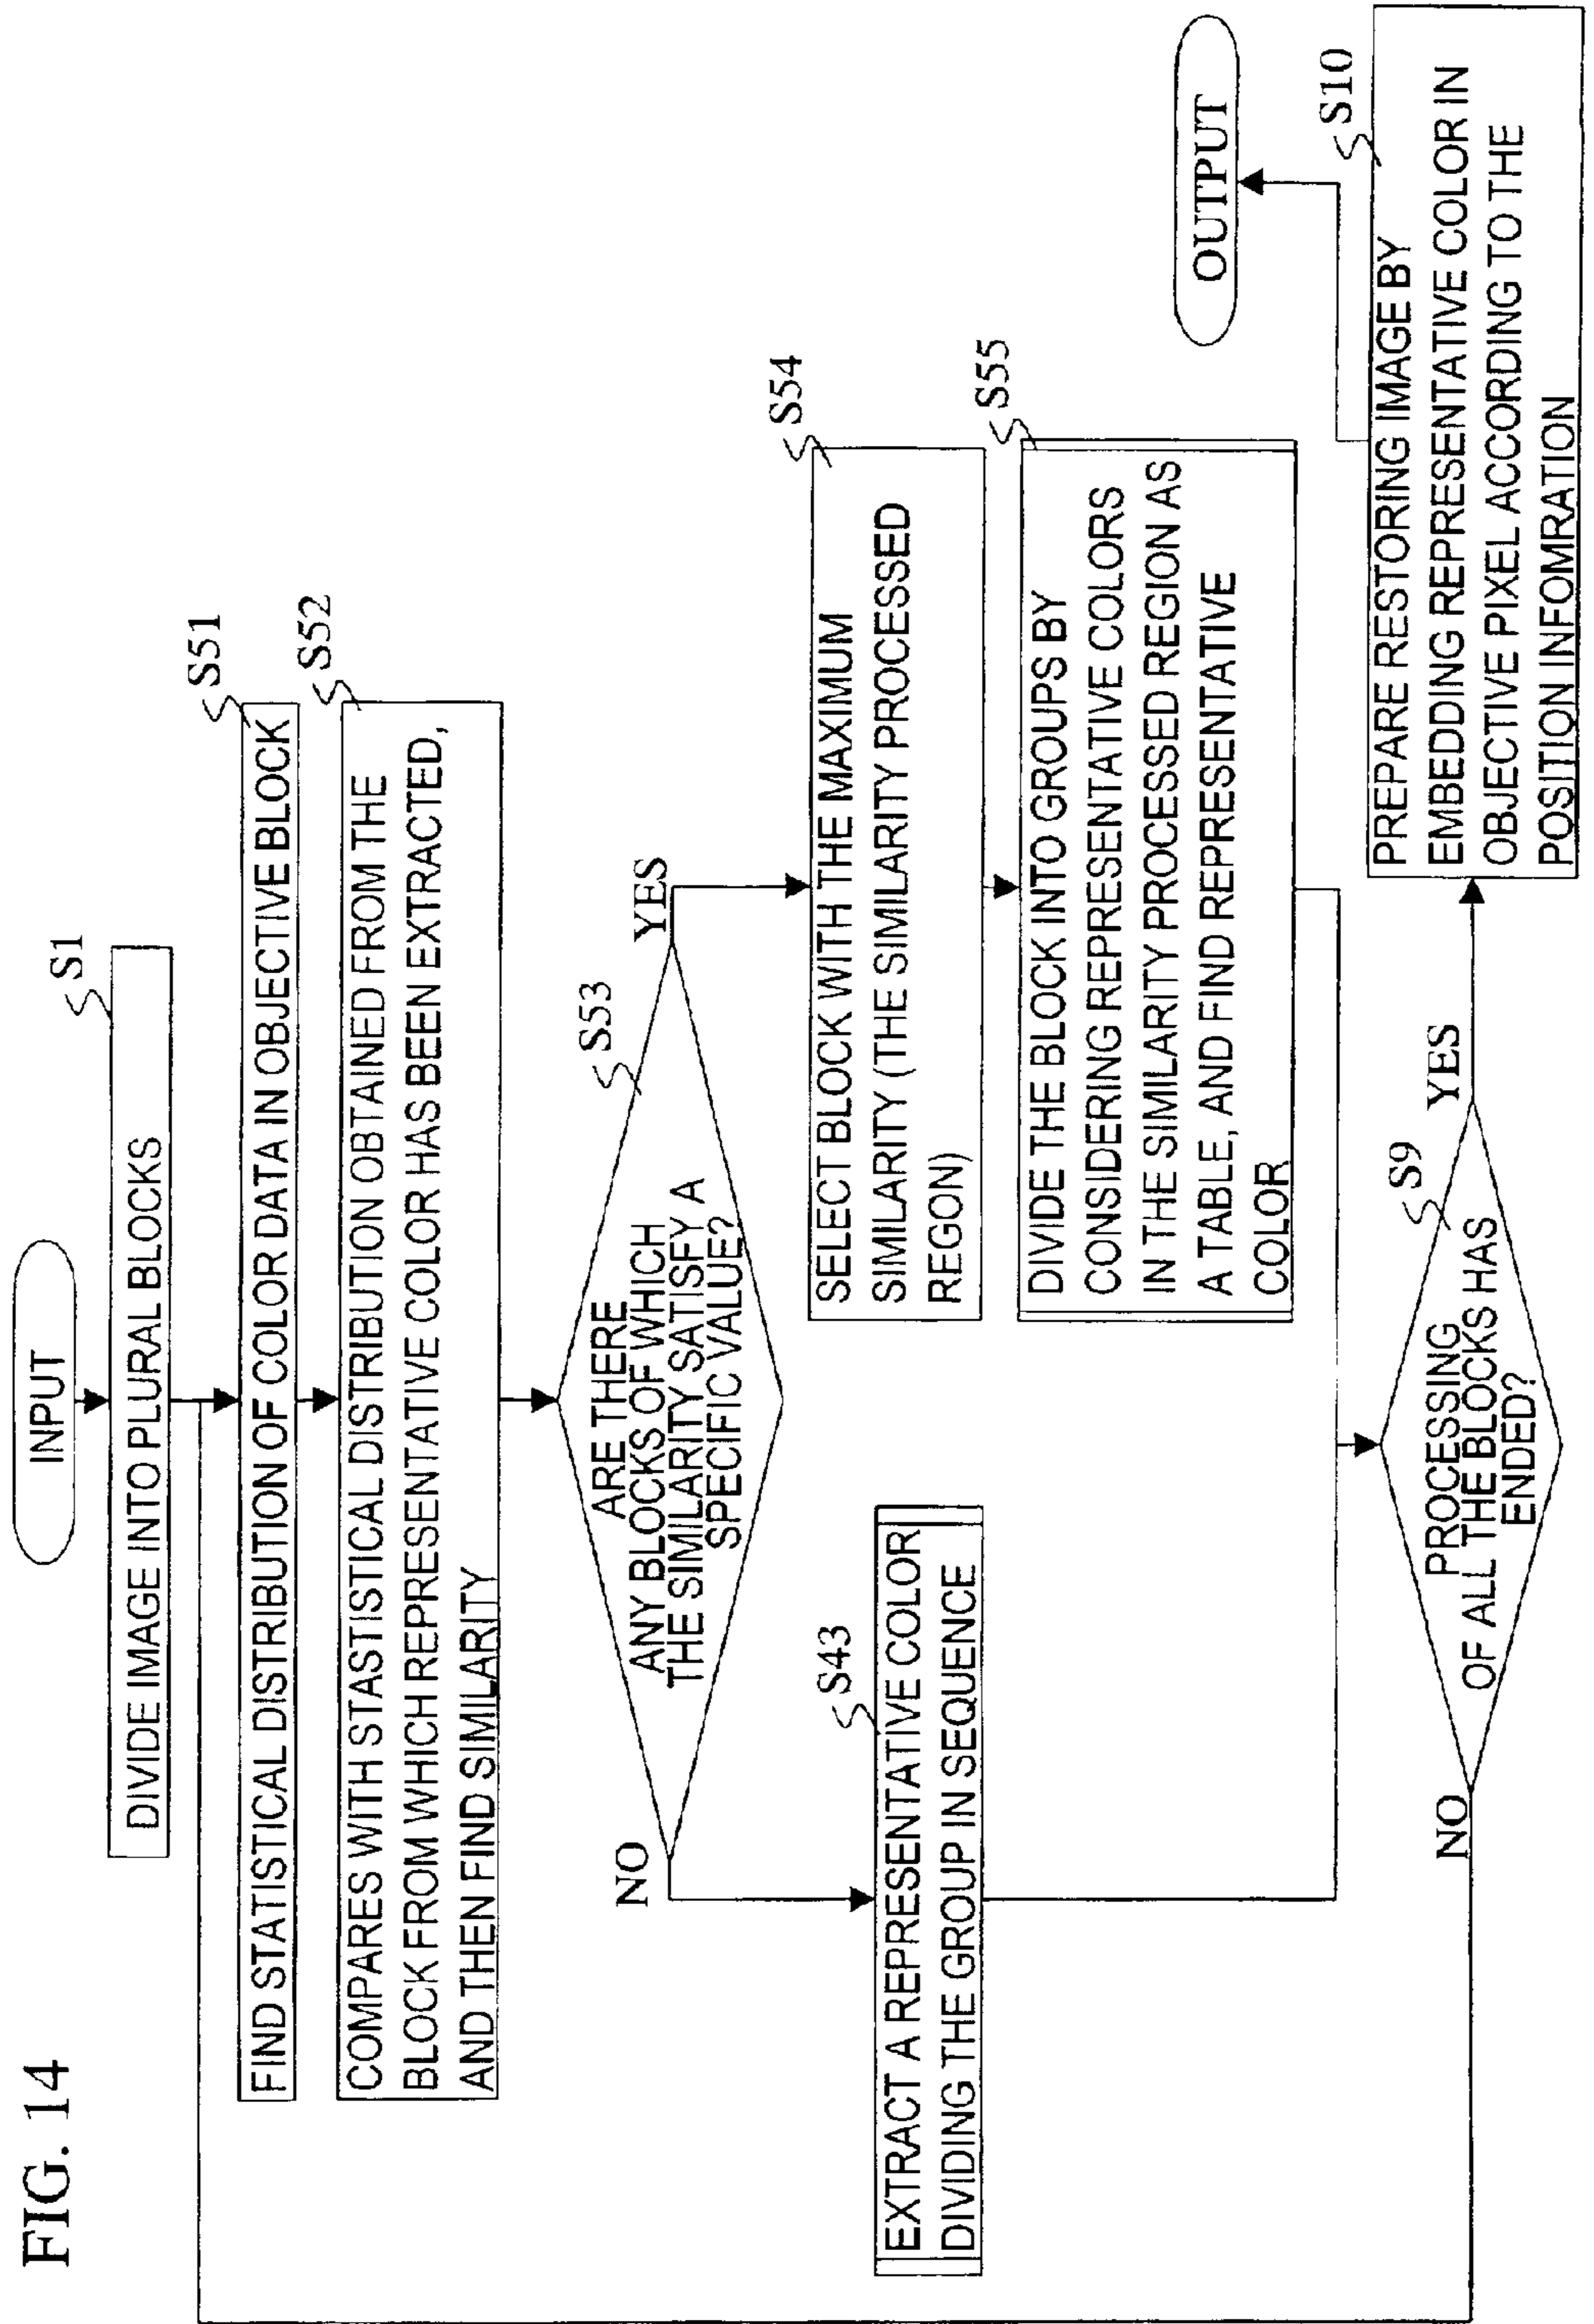 FIG. 14
INPUT
S1
DIVIDE IMAGE INTO PLURAL BLOCKS
S51
FIND STATISTICAL DISTRIBUTION OF COLOR DATA IN OBJECTIVE BLOCK
S52
COMPARES WITH STASTISTICAL DISTRIBUTION OBTAINED FROM THE
BLOCK FROM WHICH REPRESENTATIVE COLOR HAS BEEN EXTRACTED,
AND THEN FIND SIMILARITY
S53
ARE THERE
ANY BLOCKS OF WHICH
THE SIMILARITY SATISFY A
SPECIFIC VALUE?
NO
YES
S43
EXTRACT A REPRESENTATIVE COLOR
DIVIDING THE GROUP IN SEQUENCE
S54
SELECT BLOCK WITH THE MAXIMUM
SIMILARITY (THE SIMILARITY PROCESSED
REGON)
S55
DIVIDE THE BLOCK INTO GROUPS BY
CONSIDERING REPRESENTATIVE COLORS
IN THE SIMILARITY PROCESSED REGION AS
A TABLE, AND FIND REPRESENTATIVE
COLOR
S9
PROCESSING
OF ALL THE BLOCKS HAS
ENDED?
NO
YES
S10
PREPARE RESTORING IMAGE BY
EMBEDDING REPRESENTATIVE COLOR IN
OBJECTIVE PIXEL ACCORDING TO THE
POSITION INFOMRATION
OUTPUT